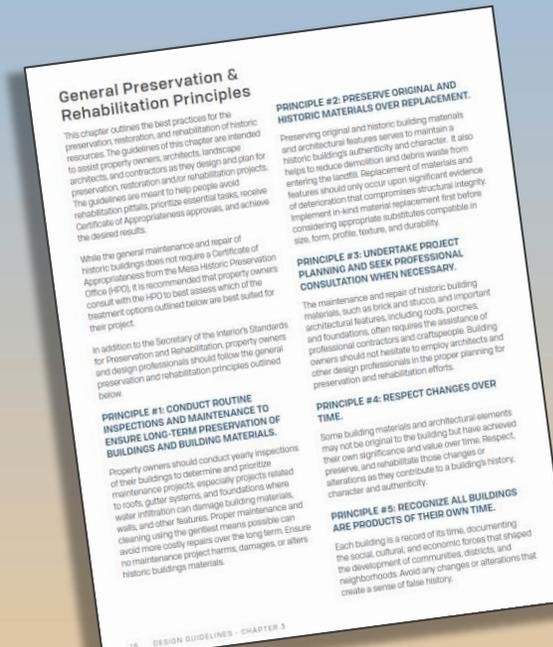 General Preservation &
Rehabilitation Principles
This chapter outlines the best practices for the
preservation, restoration, and rehabilitation of historic
resources. The guidelines of this chapter are intended
to assist property owners, architects, landscape
architects, and contractors as they design and plan for
preservation, restoration and/or rehabilitation projects.
The guidelines are meant to help people avoid
rehabilitation pitfalls, prioritize essential tasks, receive
Certificate of Appropriateness approvals, and achieve
the desired results.
While the general maintenance and repair of
historic buildings does not require a Certificate of
Appropriateness from the Mesa Historic Preservation
Office (HPO), it is recommended that property owners
consult with the HPO to best assess which of the
treatment options outlined below are best suited for
their project.
In addition to the Secretary of the Interior's Standards
for Preservation and Rehabilitation, property owners
and design professionals should follow the general
preservation and rehabilitation principles outlined
below.
PRINCIPLE #1: CONDUCT ROUTINE
INSPECTIONS AND MAINTENANCE TO
ENSURE LONG-TERM PRESERVATION OF
BUILDINGS AND BUILDING MATERIALS.
Property owners should conduct yearly inspections
of their buildings to determine and prioritize
maintenance projects, especially projects related
to roofs, gutter systems, and foundations where
water infiltration can damage building materials,
walls, and other features. Proper maintenance and
cleaning using the gentlest means possible can
avoid more costly repairs over the long term. Ensure
no maintenance project harms, damages, or alters
historic buildings materials.
PRINCIPLE #2: PRESERVE ORIGINAL AND
HISTORIC MATERIALS OVER REPLACEMENT.
Preserving original and historic building materials
and architectural features serves to maintain a
historic building's authenticity and character. It also
helps to reduce demolition and debris waste from
entering the landfill. Replacement of materials and
features should only occur upon significant evidence
of deterioration that compromises structural integrity.
Implement in-kind material replacement first before
considering appropriate substitutes compatible in
size, form, profile, texture, and durability.
PRINCIPLE #3: UNDERTAKE PROJECT
PLANNING AND SEEK PROFESSIONAL
CONSULTATION WHEN NECESSARY.
The maintenance and repair of historic building
materials, such as brick and stucco, and important
architectural features, including roofs, porches,
and foundations, often requires the assistance of
professional contractors and craftspeople. Building
owners should not hesitate to employ architects and
other design professionals in the proper planning for
preservation and rehabilitation efforts.
PRINCIPLE #4: RESPECT CHANGES OVER
TIME.
Some building materials and architectural elements
may not be original to the building but have achieved
their own significance and value over time. Respect,
preserve, and rehabilitate those changes or
alterations as they contribute to a building's history,
character and authenticity.
PRINCIPLE #5: RECOGNIZE ALL BUILDINGS
ARE PRODUCTS OF THEIR OWN TIME.
Each building is a record of its time, documenting
the social, cultural, and economic forces that shaped
the development of communities, districts, and
neighborhoods. Avoid any changes or alterations that
create a sense of false history.
DESIGN GUIDELINES - CHAPTER 3